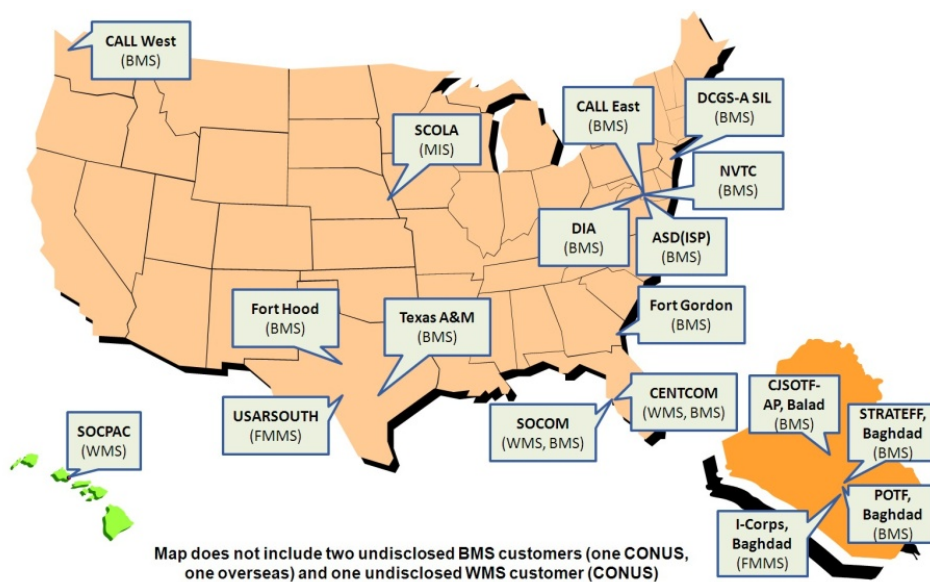 CALL West
(BMS)
SCOLA
(MIS)
CALL East
(BMS)
DCGS-A SIL
(BMS)
NVTC
(BMS)
DIA
(BMS)
ASD(ISP)
(BMS)
Fort Hood
(BMS)
Texas A&M
(BMS)
Fort Gordon
(BMS)
USARSOUTH
(FMMS)
SOCOM
(WMS, BMS)
CENTCOM
(WMS, BMS)
SOCPAC
(WMS)
CJSOTF-
AP, Balad
(BMS)
STRATEFF,
Baghdad
(BMS)
POTF,
Baghdad
(BMS)
I-Corps,
Baghdad
(FMMS)
Map does not include two undisclosed BMS customers (one CONUS,
one overseas) and one undisclosed WMS customer (CONUS)